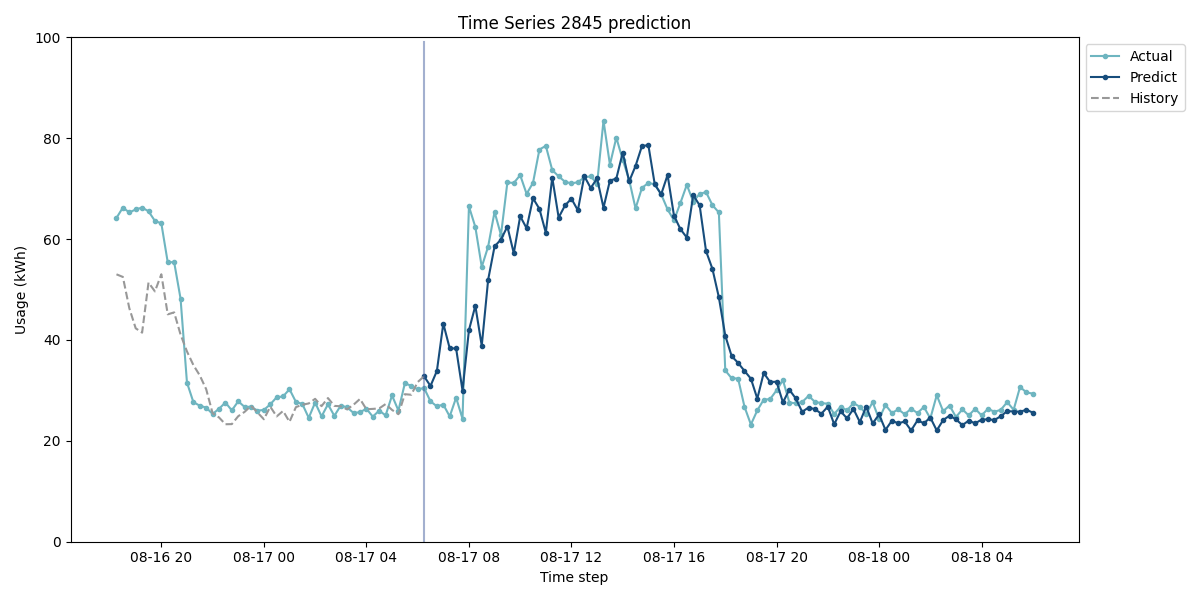 Time Series 2845 prediction
100
80
60
40
20
0
Usage (kWh)
08-16 20
08-17 00
08-17 04
08-17 08
08-17 12
08-17 16
08-17 20
08-18 00
08-18 04
Time step
Actual
Predict
History